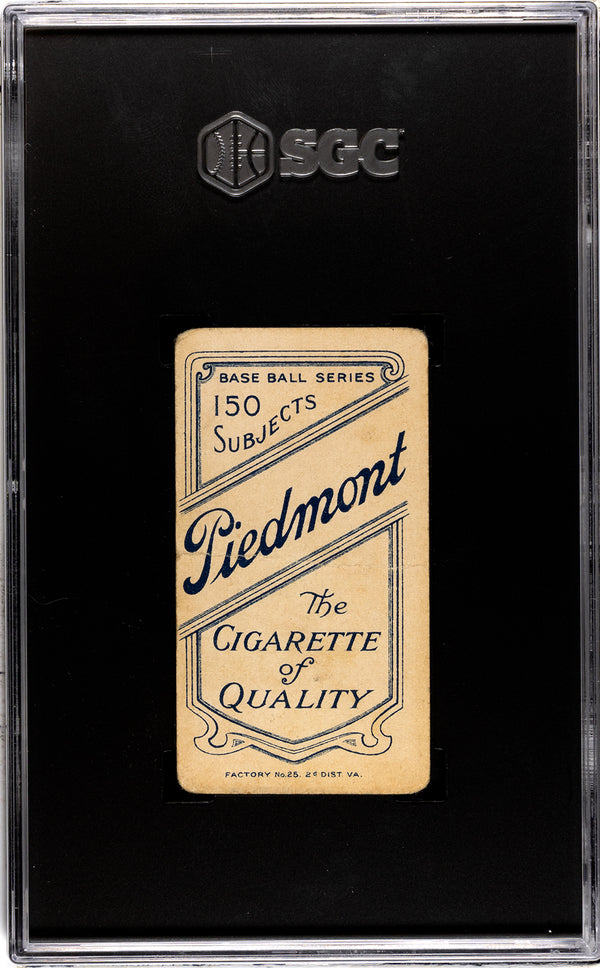 SGC
BASE BALL SERIES
150
SUBJECTS
Piedmont
The
CIGARETTE
of
QUALITY
FACTORY No.25. 2ᵈ DIST. VA.